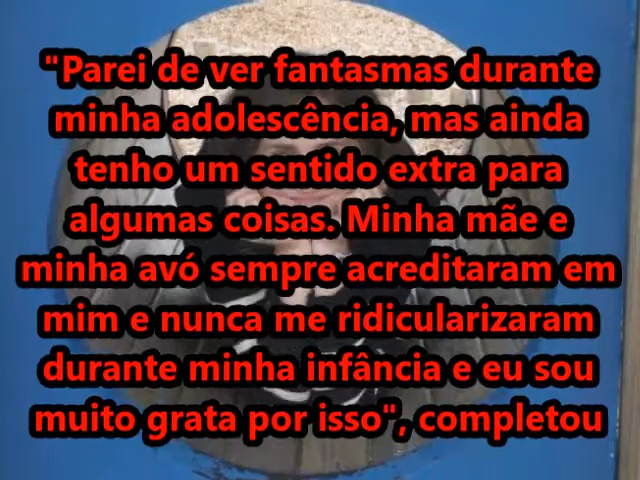 "Parei de ver fantasmas durante
minha adolescência, mas ainda
tenho um sentido extra para
algumas coisas. Minha mãe e
minha avó sempre acreditaram em
mim e nunca me ridicularizaram
durante minha infância e eu sou
muito grata por isso", completou